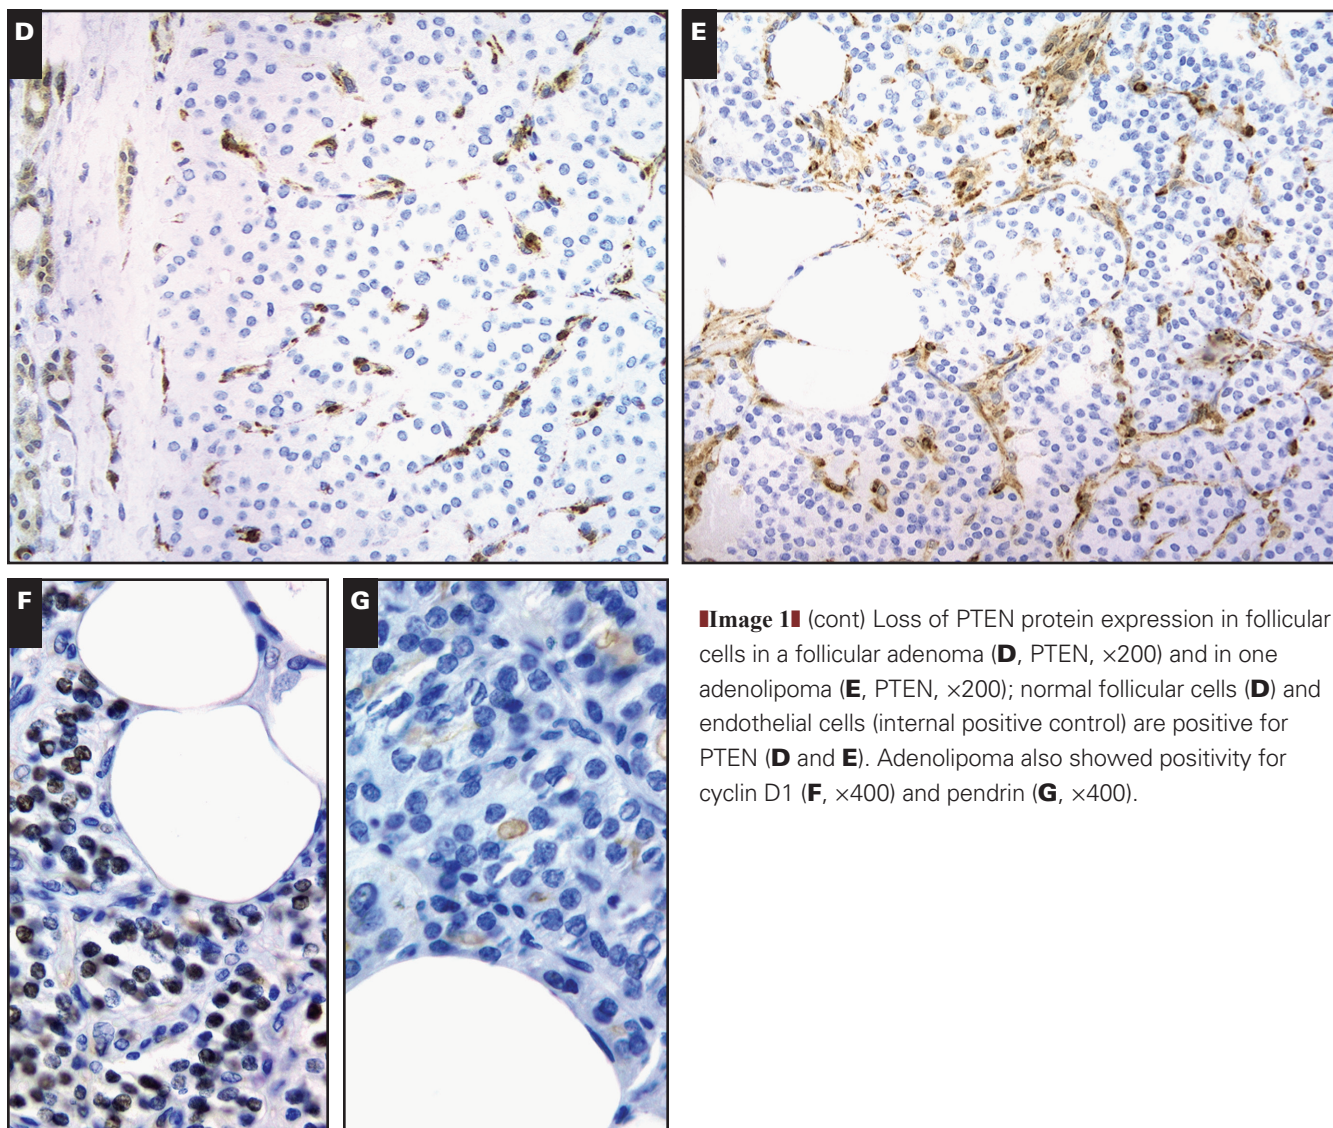 D
E
F
G
▮Image 1▮ (cont) Loss of PTEN protein expression in follicular
cells in a follicular adenoma (D, PTEN, ×200) and in one
adenolipoma (E, PTEN, ×200); normal follicular cells (D) and
endothelial cells (internal positive control) are positive for
PTEN (D and E). Adenolipoma also showed positivity for
cyclin D1 (F, ×400) and pendrin (G, ×400).